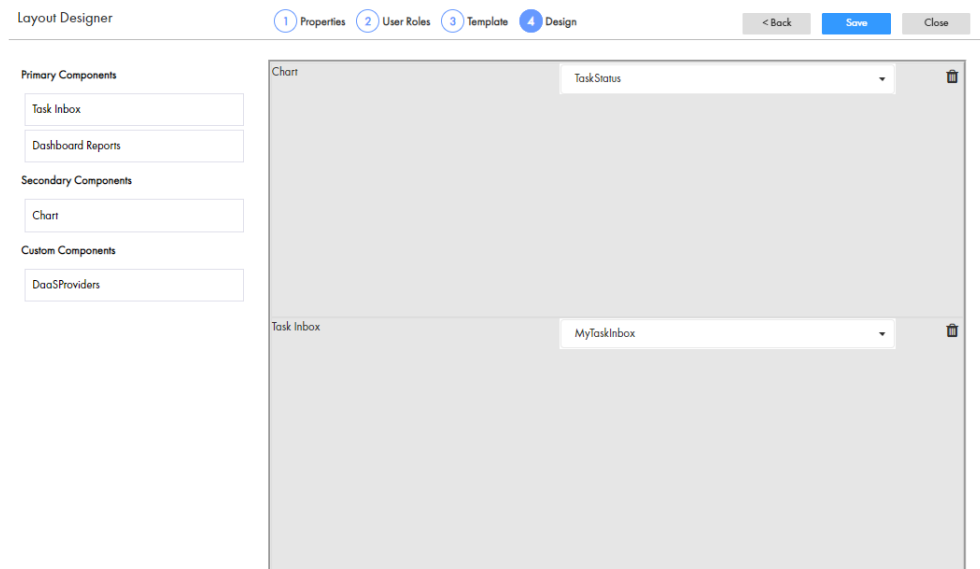 Layout Designer
1 Properties 2 User Roles 3 Template 4 Design
< Back Save Close
Primary Components
Task Inbox
Dashboard Reports
Secondary Components
Chart
Custom Components
DaaSProviders
Chart
TaskStatus
Task Inbox
MyTaskInbox